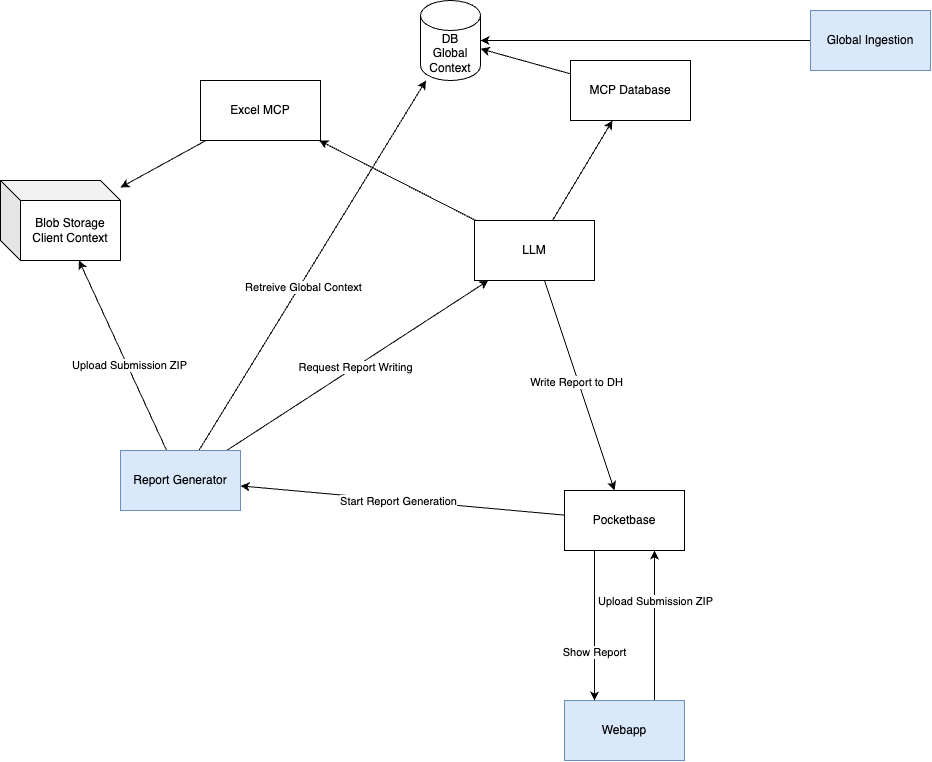 DB
Global
Context
Global Ingestion
MCP Database
Excel MCP
Blob Storage
Client Context
LLM
Retreive Global Context
Upload Submission ZIP
Request Report Writing
Write Report to DH
Report Generator
Start Report Generation
Pocketbase
Upload Submission ZIP
Show Report
Webapp